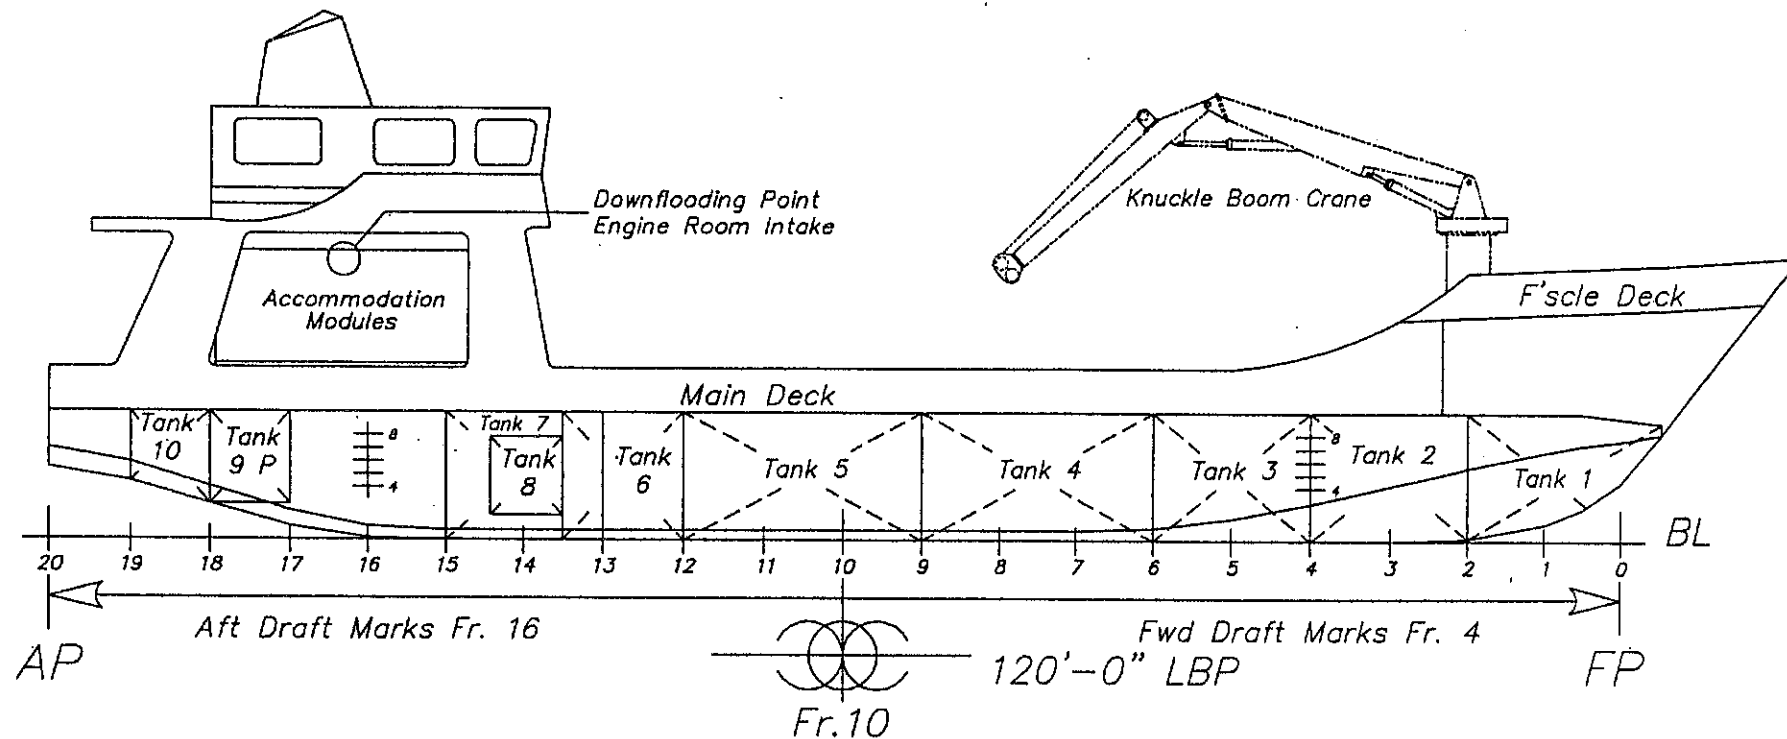 Downflooding Point
Engine Room Intake
Knuckle Boom Crane
Accommodation
Modules
F'scle Deck
Main Deck
Tank
10
Tank
9 P
8
4
Tank 7
Tank
8
Tank
6
Tank 5
Tank 4
Tank 3
8
4
Tank 2
Tank 1
BL
20 19 18 17 16 15 14 13 12 11 10 9 8 7 6 5 4 3 2 1 0
Aft Draft Marks Fr. 16
Fwd Draft Marks Fr. 4
AP
120'-0" LBP
FP
Fr.10